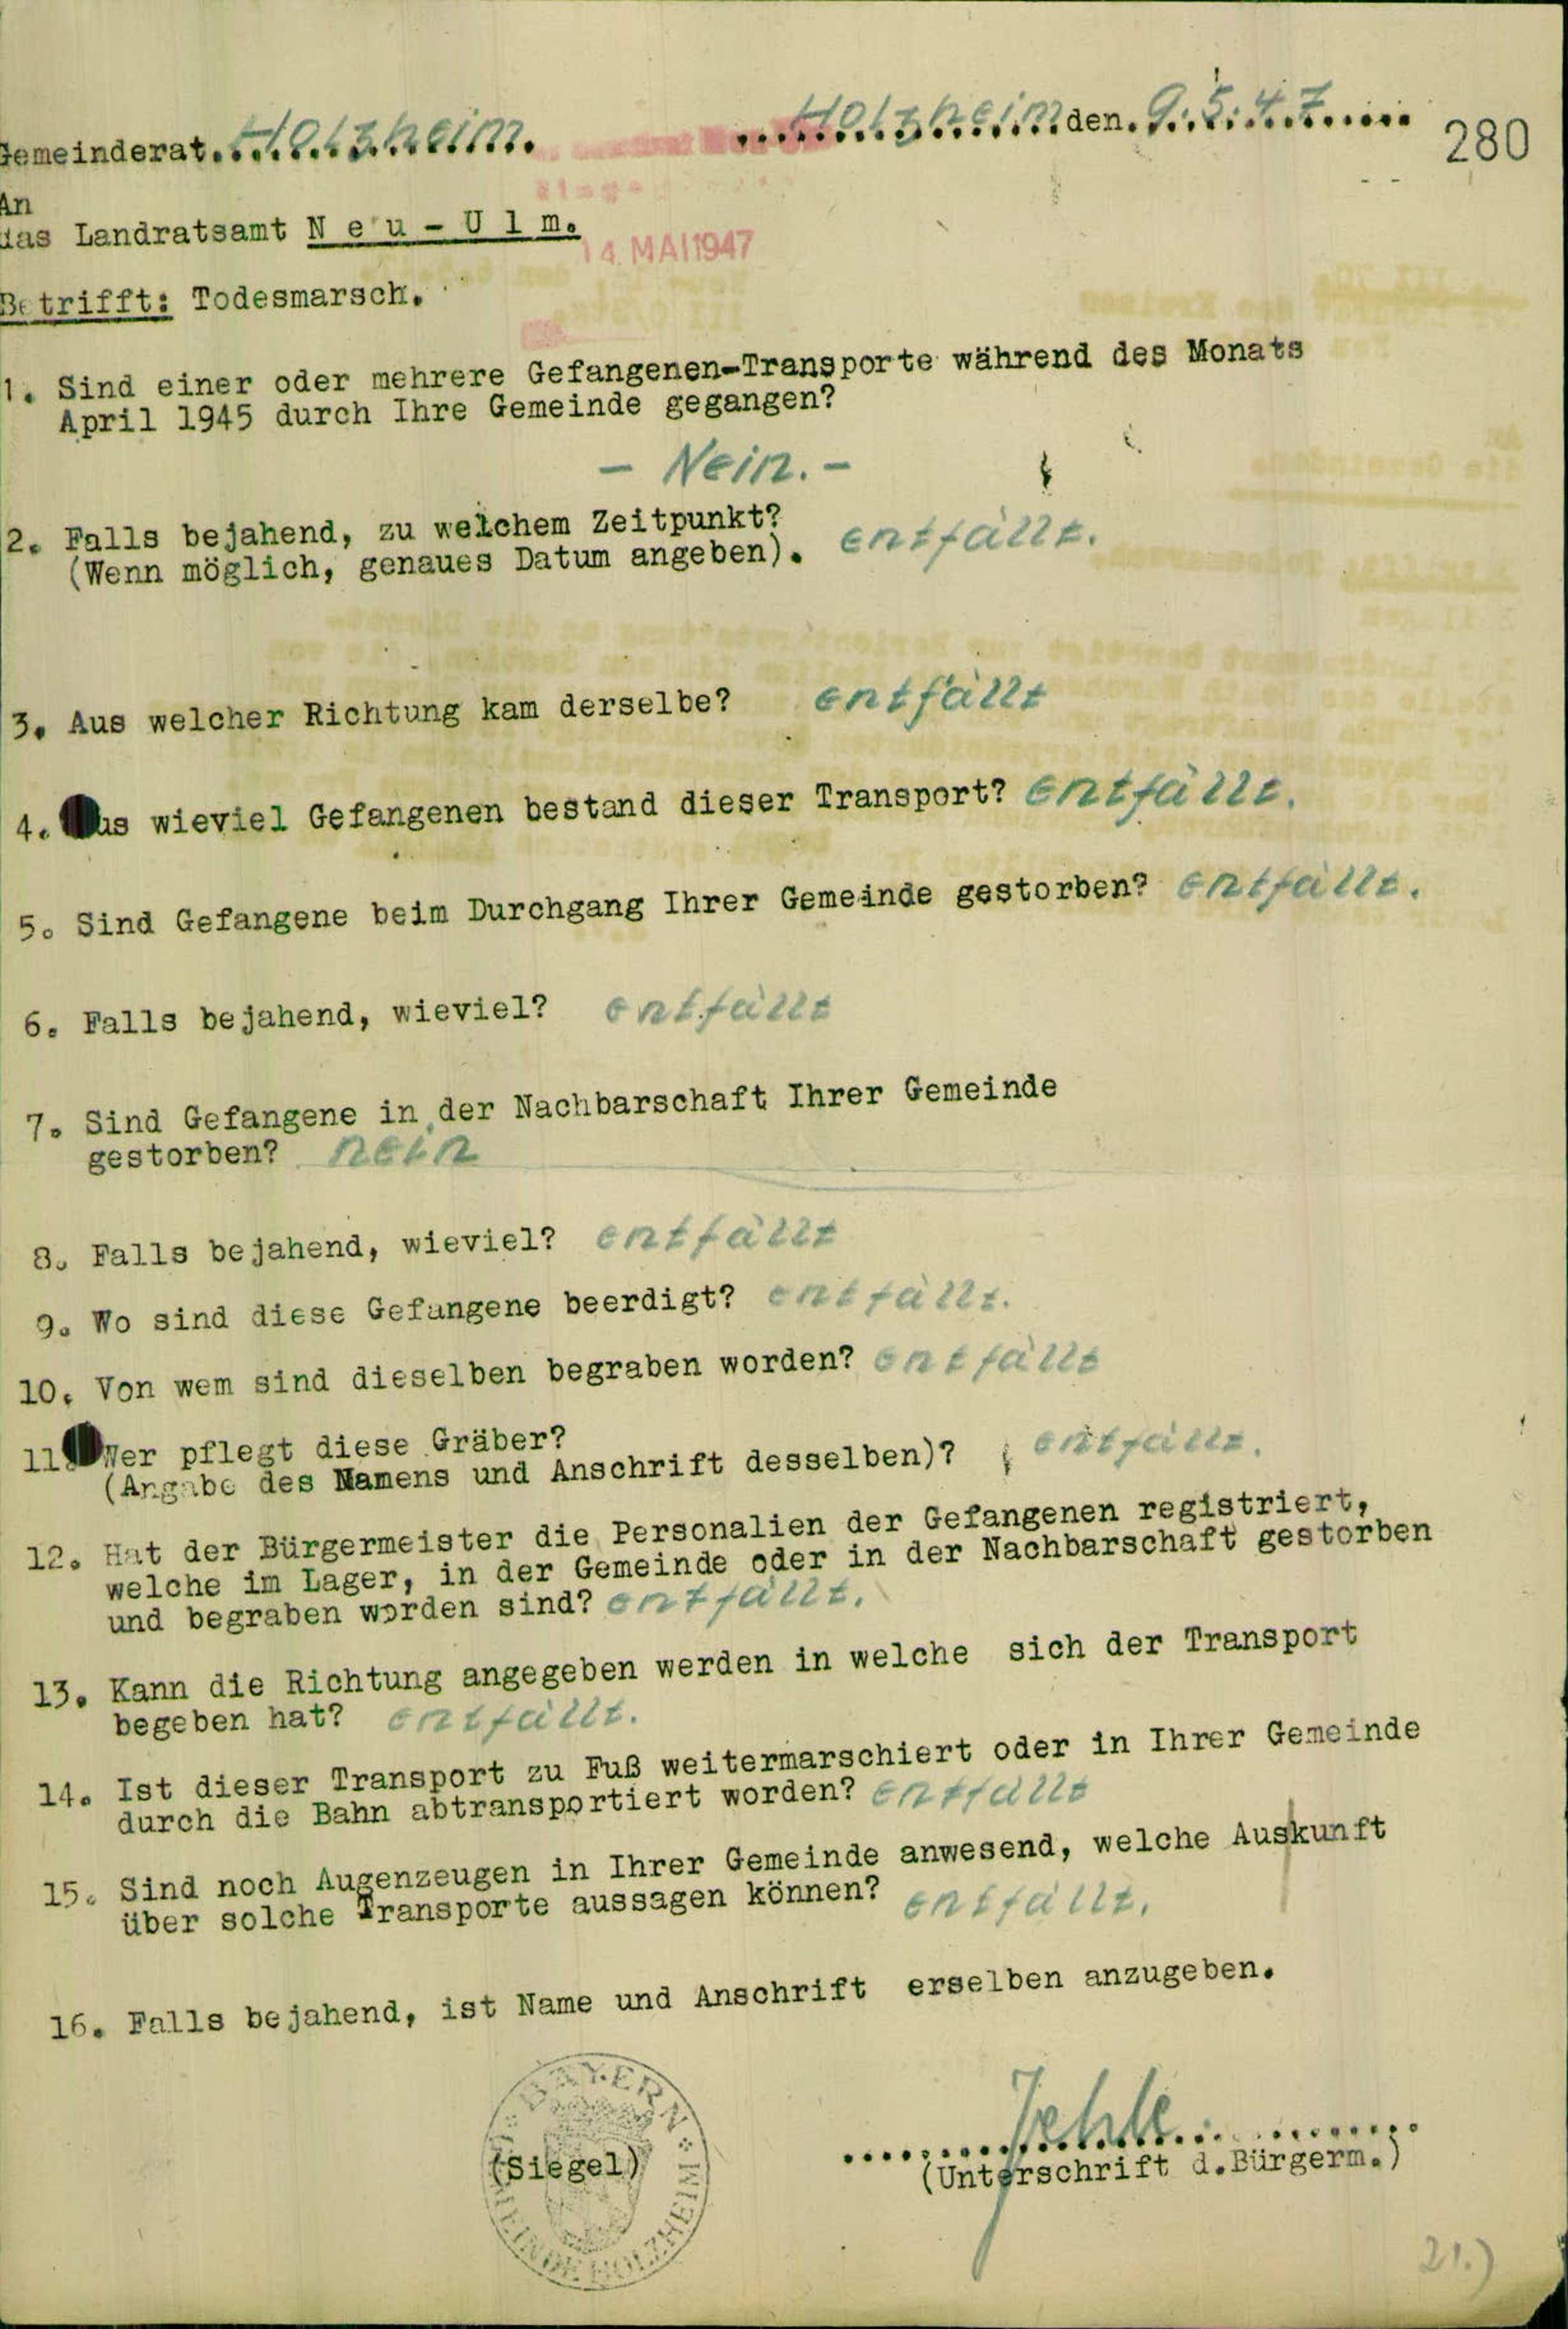 Gemeinderat. Holzheim. Holzheim den. 9.5.47 280
An
das Landratsamt N e u - U l m.
14. MAI 1947
Betrifft: Todesmarsch.
1. Sind einer oder mehrere Gefangenen-Transporte während des Monats
April 1945 durch Ihre Gemeinde gegangen?
- Nein. -
2. Falls bejahend, zu welchem Zeitpunkt?
(Wenn möglich, genaues Datum angeben). entfällt.
3. Aus welcher Richtung kam derselbe? entfällt
4. Aus wieviel Gefangenen bestand dieser Transport? entfällt.
5. Sind Gefangene beim Durchgang Ihrer Gemeinde gestorben? entfällt.
6. Falls bejahend, wieviel? entfällt
7. Sind Gefangene in der Nachbarschaft Ihrer Gemeinde
gestorben? nein
8. Falls bejahend, wieviel? entfällt
9. Wo sind diese Gefangene beerdigt? entfällt.
10. Von wem sind dieselben begraben worden? entfällt
11. Wer pflegt diese Gräber?
(Angabe des Namens und Anschrift desselben)? entfällt.
12. Hat der Bürgermeister die Personalien der Gefangenen registriert,
welche im Lager, in der Gemeinde oder in der Nachbarschaft gestorben
und begraben worden sind? entfällt.
13. Kann die Richtung angegeben werden in welche sich der Transport
begeben hat? entfällt.
14. Ist dieser Transport zu Fuß weitermarschiert oder in Ihrer Gemeinde
durch die Bahn abtransportiert worden? entfällt
15. Sind noch Augenzeugen in Ihrer Gemeinde anwesend, welche Auskunft
über solche Transporte aussagen können? entfällt.
16. Falls bejahend, ist Name und Anschrift erselben anzugeben.
BAYERN
(Siegel)
GEMEINDE HOLZHEIM
Jehle
(Unterschrift d.Bürgerm.)
21.)